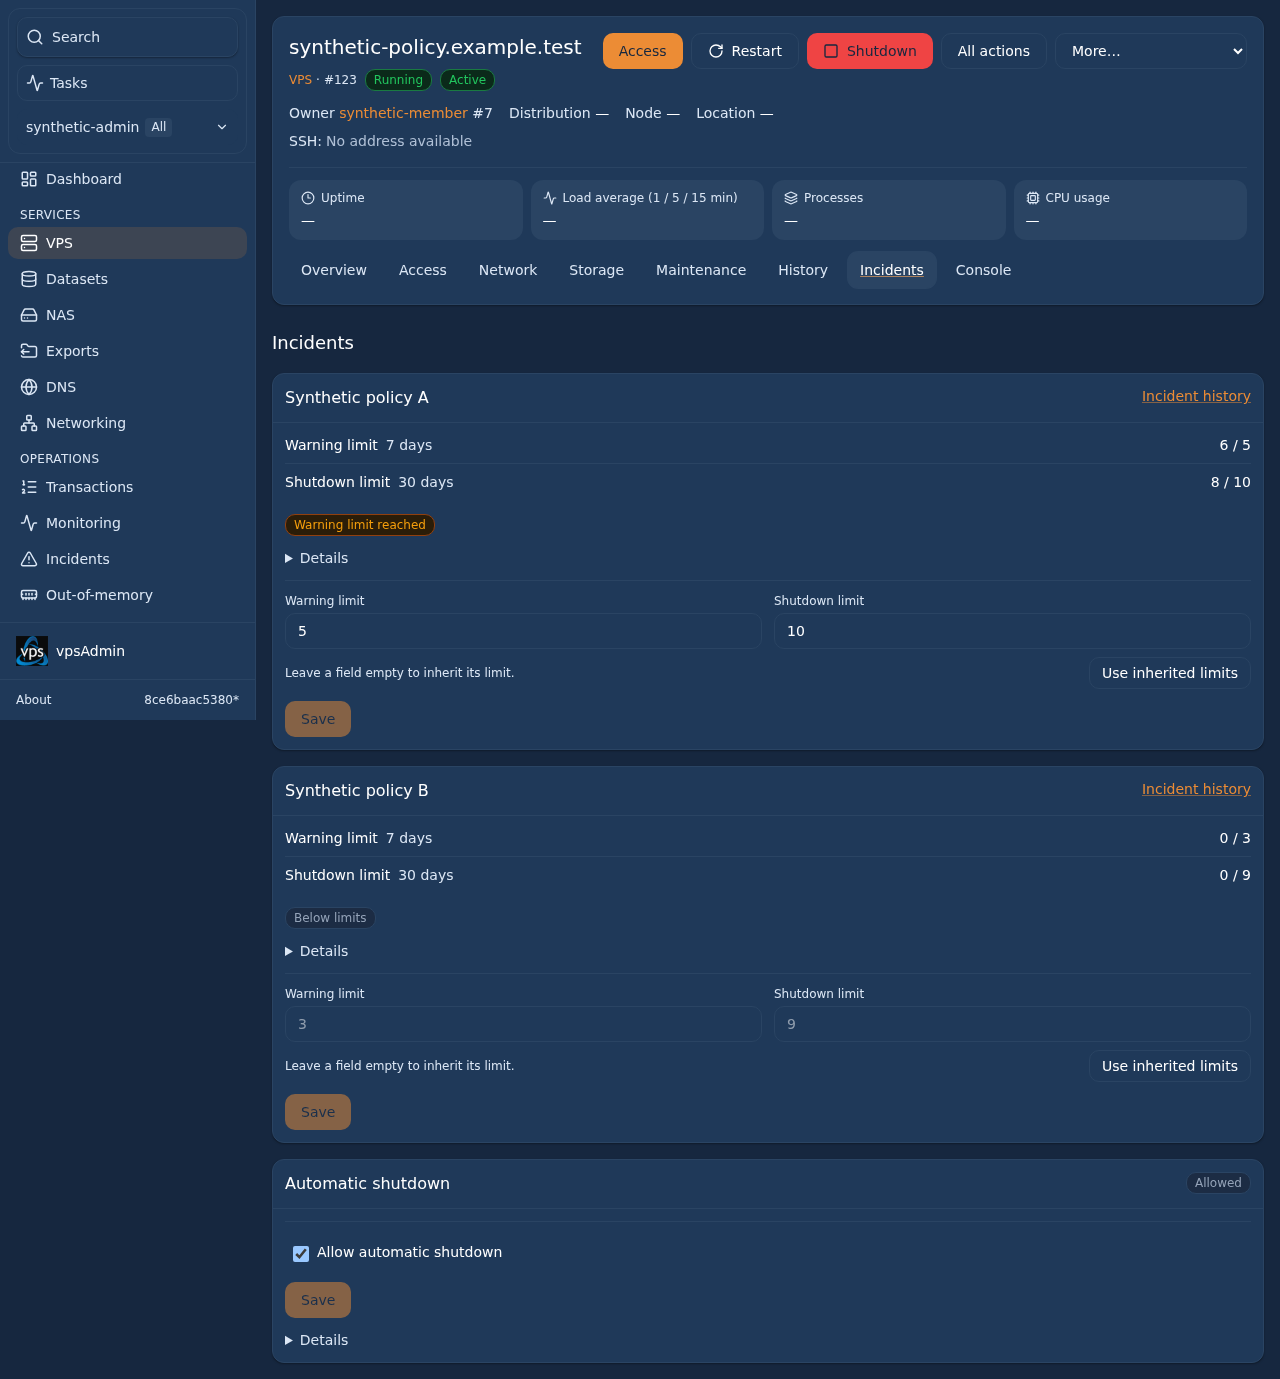 Search
Tasks
synthetic-admin All
Dashboard
SERVICES
VPS
Datasets
NAS
Exports
DNS
Networking
OPERATIONS
Transactions
Monitoring
Incidents
Out-of-memory
vpsAdmin
About 8ce6baac5380*
synthetic-policy.example.test
Access Restart Shutdown All actions More...
VPS · #123 Running Active
Owner synthetic-member #7 Distribution — Node — Location —
SSH: No address available
Uptime
—
Load average (1 / 5 / 15 min)
—
Processes
—
CPU usage
—
Overview Access Network Storage Maintenance History Incidents Console
Incidents
Synthetic policy A Incident history
Warning limit 7 days 6 / 5
Shutdown limit 30 days 8 / 10
Warning limit reached
Details
Warning limit Shutdown limit
5 10
Leave a field empty to inherit its limit. Use inherited limits
Save
Synthetic policy B Incident history
Warning limit 7 days 0 / 3
Shutdown limit 30 days 0 / 9
Below limits
Details
Warning limit Shutdown limit
3 9
Leave a field empty to inherit its limit. Use inherited limits
Save
Automatic shutdown Allowed
Allow automatic shutdown
Save
Details